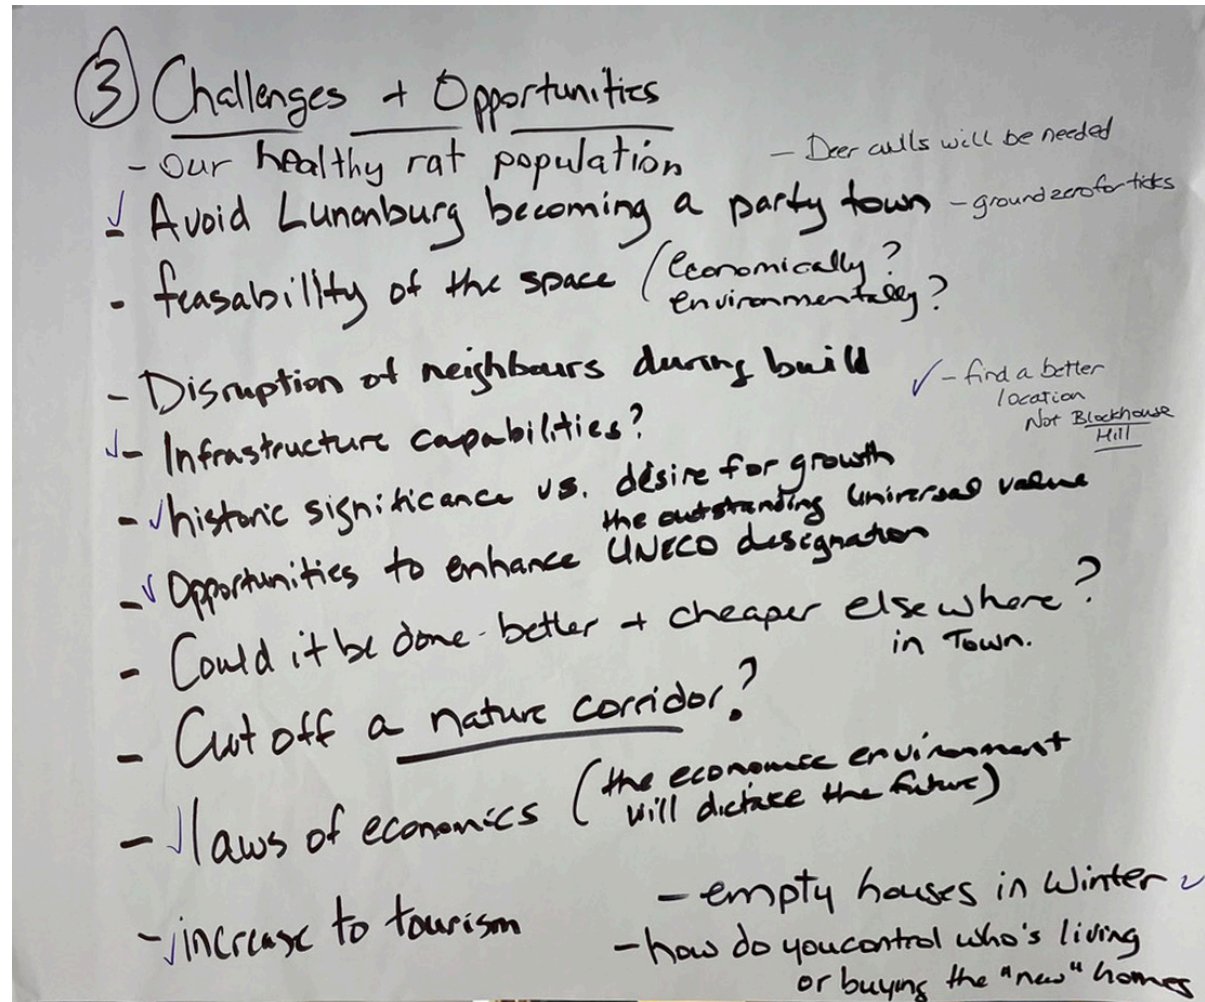 ③ Challenges + Opportunities
- our healthy rat population
- Deer culls will be needed
- Avoid Lunenburg becoming a party town
- ground zero for ticks
- feasability of the space (economically?
environmentally?
- Disruption of neighbours during build
- find a better
location
Not Blockhouse
Hill
- Infrastructure capabilities?
- historic significance vs. desire for growth
the outstanding universal value
- Opportunities to enhance UNECO designation
- Could it be done better + cheaper elsewhere?
in Town.
- Cut off a nature corridor?
- laws of economics (the economic environment
will dictate the future)
- increase to tourism
- empty houses in Winter
- how do you control who's living
or buying the "new" homes